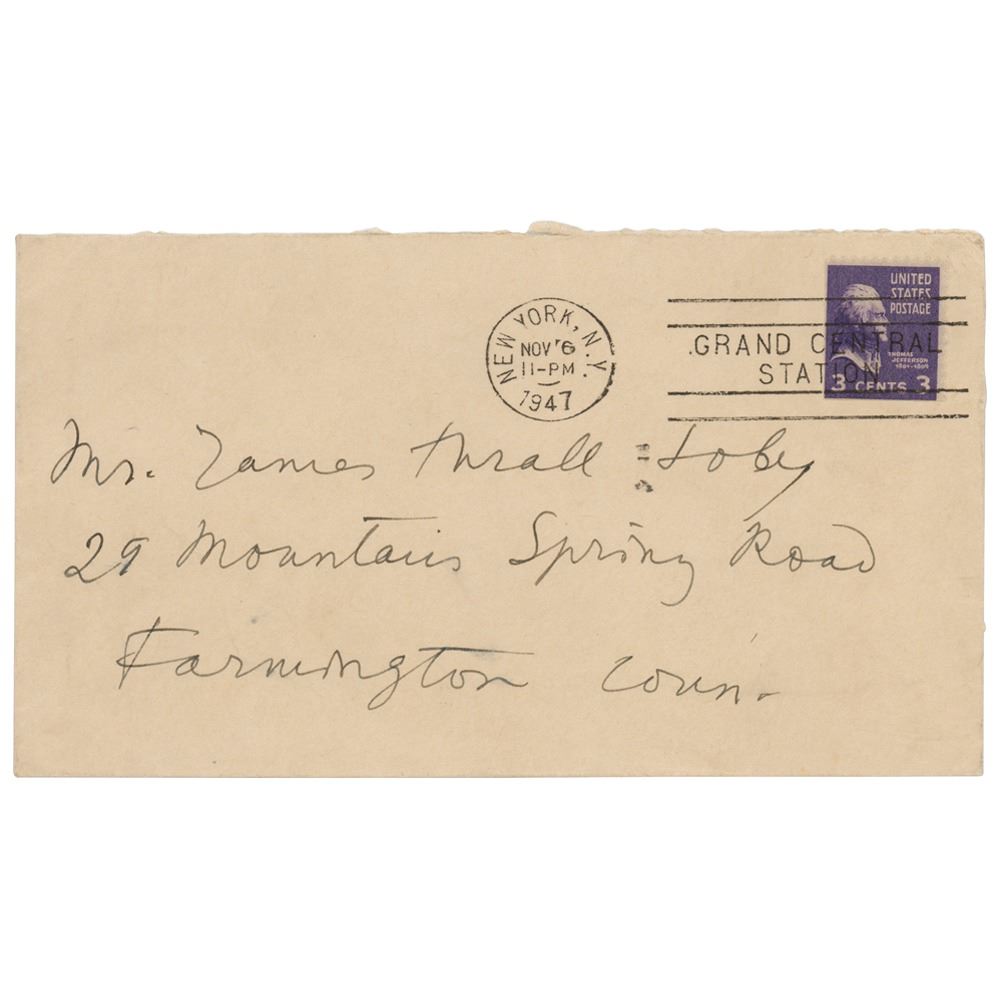 UNITED
STATES
POSTAGE
THOMAS
JEFFERSON
1801-1809
3 CENTS 3
NEW YORK, N.Y.
NOV 6
11-PM
1947
GRAND CENTRAL
STATION
Mr. James Thrall = Soby
29 Mountain Spring Road
Farmington Conn.